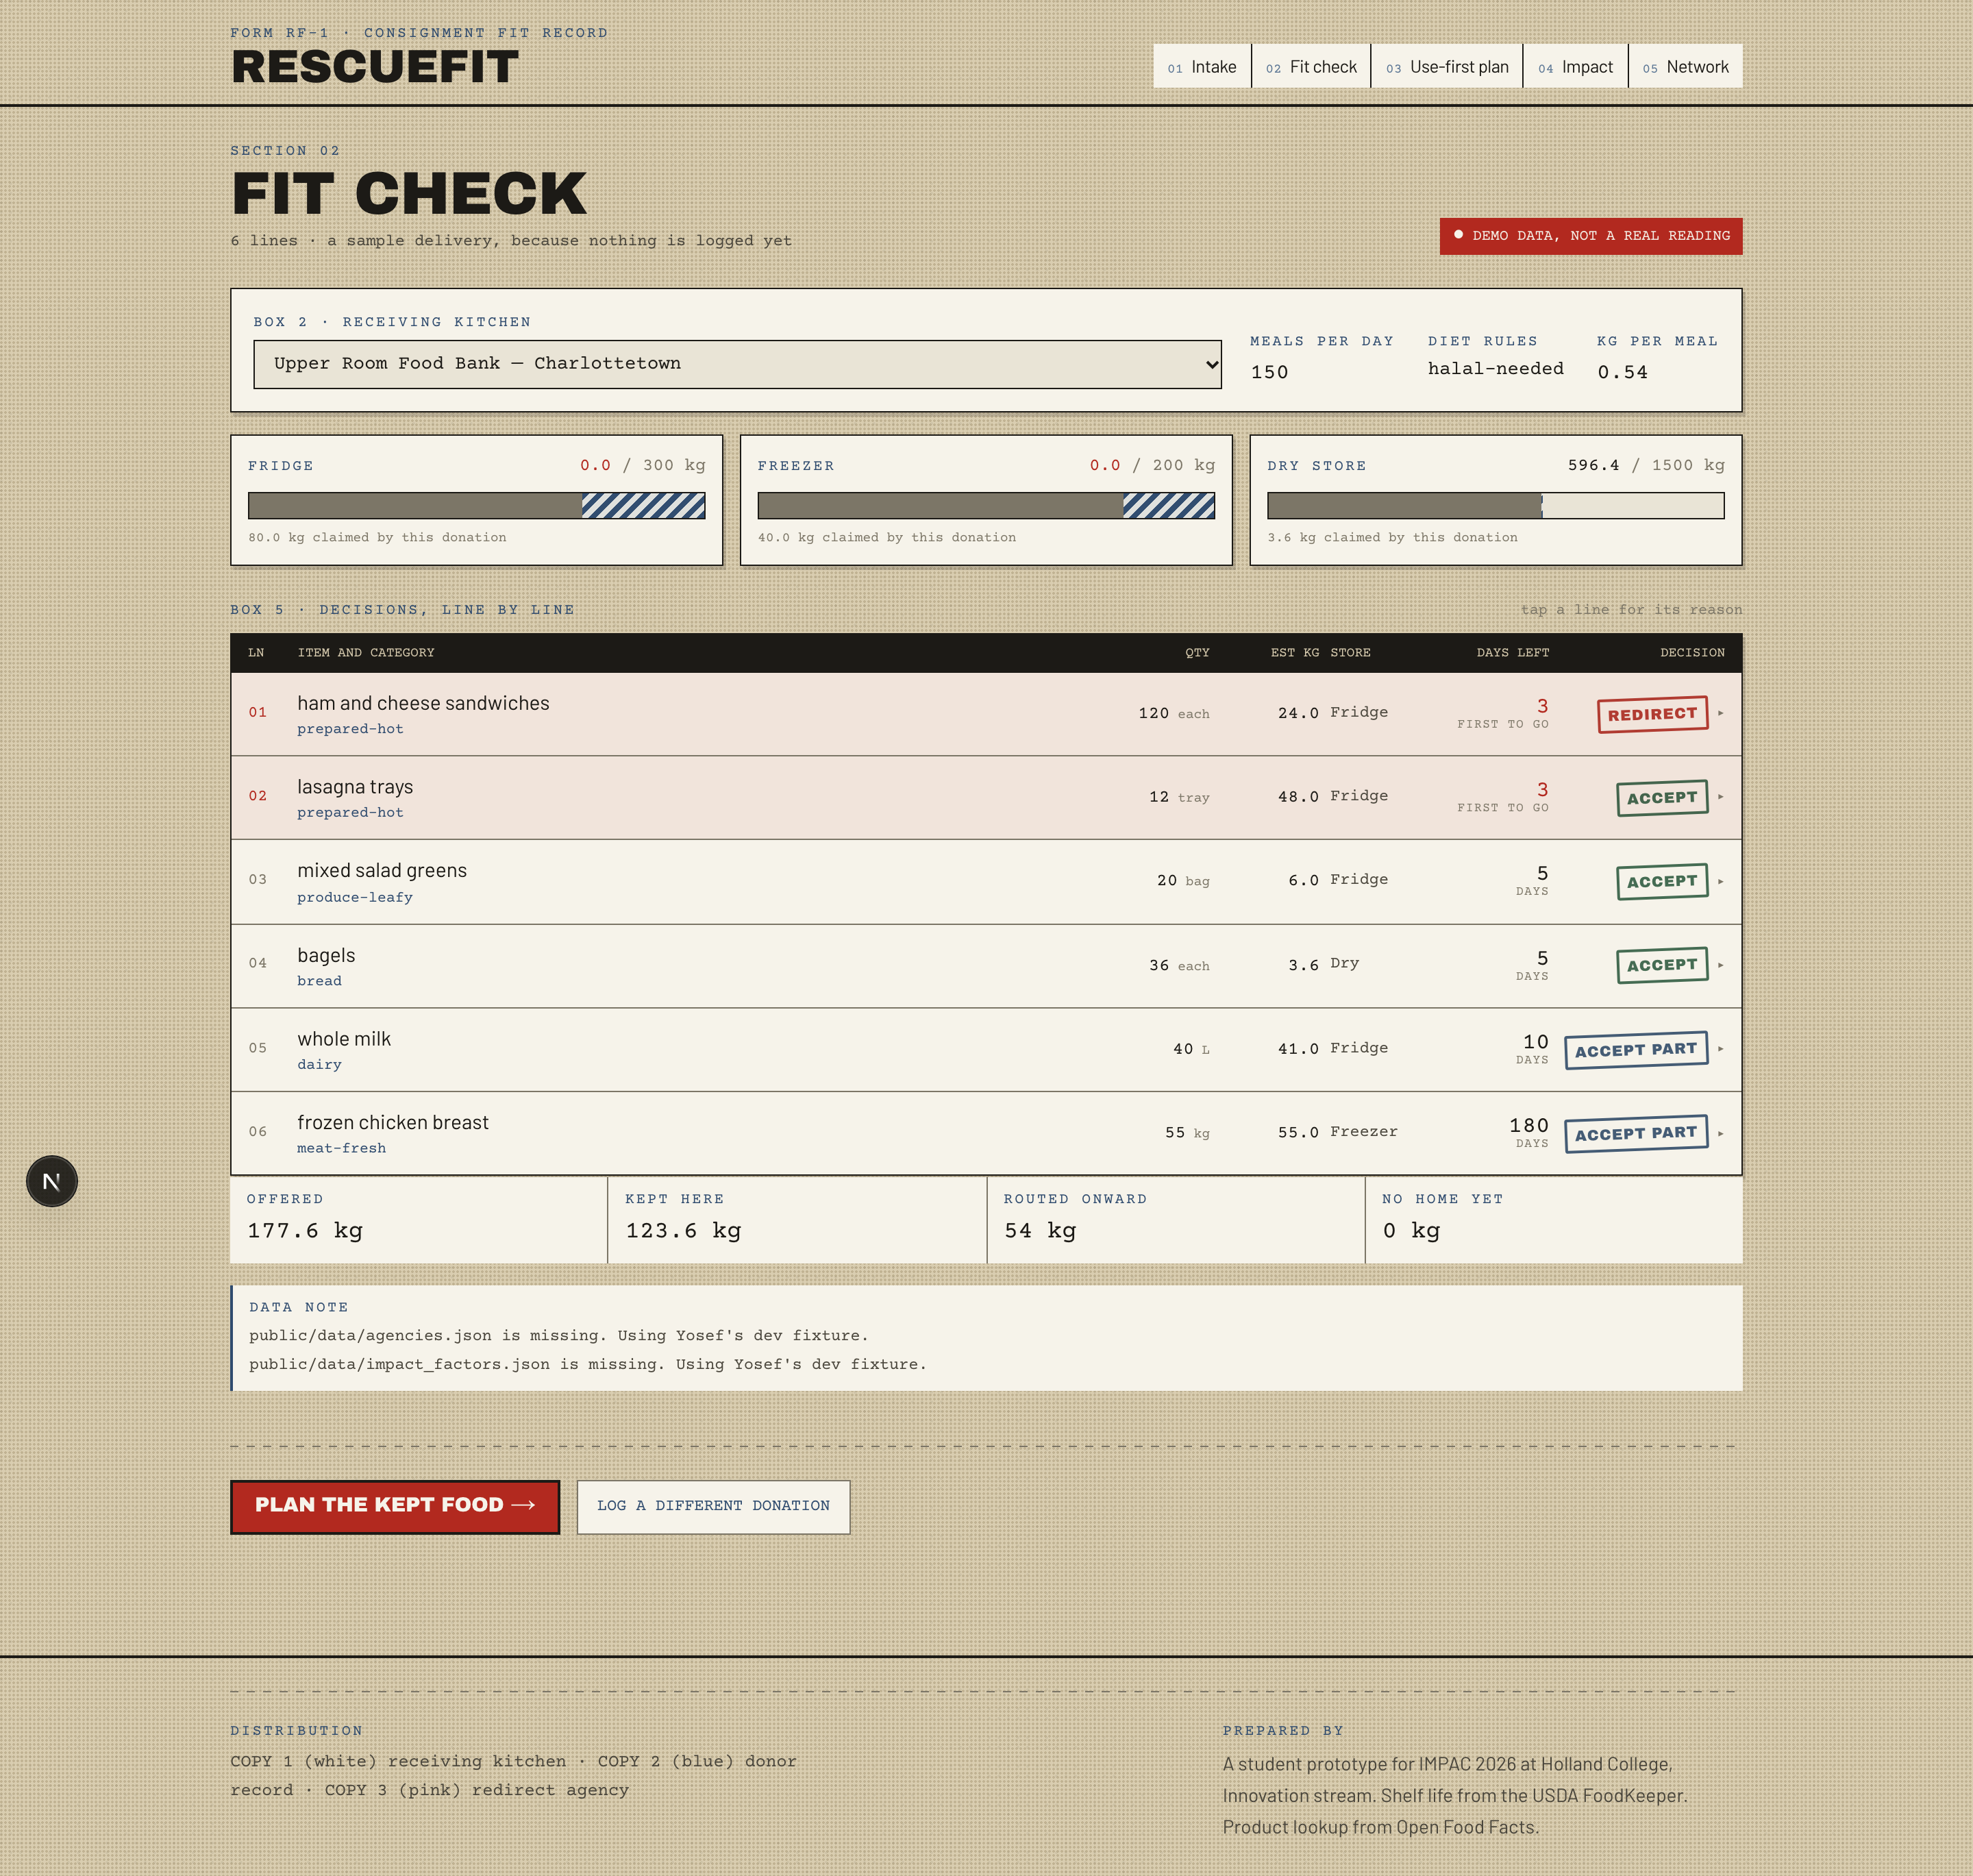 FORM RF-1 · CONSIGNMENT FIT RECORD
RESCUEFIT
01 Intake 02 Fit check 03 Use-first plan 04 Impact 05 Network
SECTION 02
FIT CHECK
6 lines · a sample delivery, because nothing is logged yet
DEMO DATA, NOT A REAL READING
BOX 2 · RECEIVING KITCHEN
Upper Room Food Bank — Charlottetown
MEALS PER DAY DIET RULES KG PER MEAL
150 halal-needed 0.54
FRIDGE 0.0 / 300 kg
80.0 kg claimed by this donation
FREEZER 0.0 / 200 kg
40.0 kg claimed by this donation
DRY STORE 596.4 / 1500 kg
3.6 kg claimed by this donation
BOX 5 · DECISIONS, LINE BY LINE tap a line for its reason
LN ITEM AND CATEGORY QTY EST KG STORE DAYS LEFT DECISION
01 ham and cheese sandwiches 120 each 24.0 Fridge 3 REDIRECT ▸
prepared-hot FIRST TO GO
02 lasagna trays 12 tray 48.0 Fridge 3 ACCEPT ▸
prepared-hot FIRST TO GO
03 mixed salad greens 20 bag 6.0 Fridge 5 ACCEPT ▸
produce-leafy DAYS
04 bagels 36 each 3.6 Dry 5 ACCEPT ▸
bread DAYS
05 whole milk 40 L 41.0 Fridge 10 ACCEPT PART ▸
dairy DAYS
06 frozen chicken breast 55 kg 55.0 Freezer 180 ACCEPT PART ▸
meat-fresh DAYS
N
OFFERED KEPT HERE ROUTED ONWARD NO HOME YET
177.6 kg 123.6 kg 54 kg 0 kg
DATA NOTE
public/data/agencies.json is missing. Using Yosef's dev fixture.
public/data/impact_factors.json is missing. Using Yosef's dev fixture.
PLAN THE KEPT FOOD → LOG A DIFFERENT DONATION
DISTRIBUTION
COPY 1 (white) receiving kitchen · COPY 2 (blue) donor
record · COPY 3 (pink) redirect agency
PREPARED BY
A student prototype for IMPAC 2026 at Holland College,
Innovation stream. Shelf life from the USDA FoodKeeper.
Product lookup from Open Food Facts.